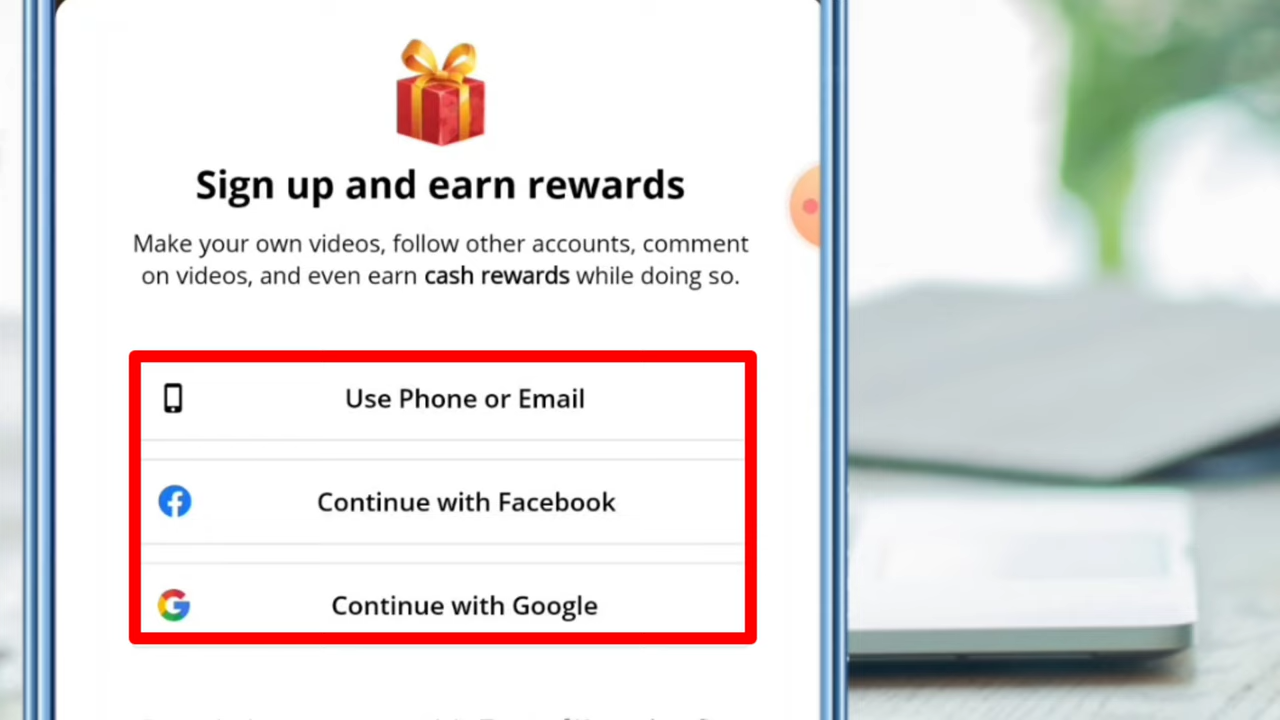 Sign up and earn rewards
Make your own videos, follow other accounts, comment
on videos, and even earn cash rewards while doing so.
Use Phone or Email
Continue with Facebook
Continue with Google